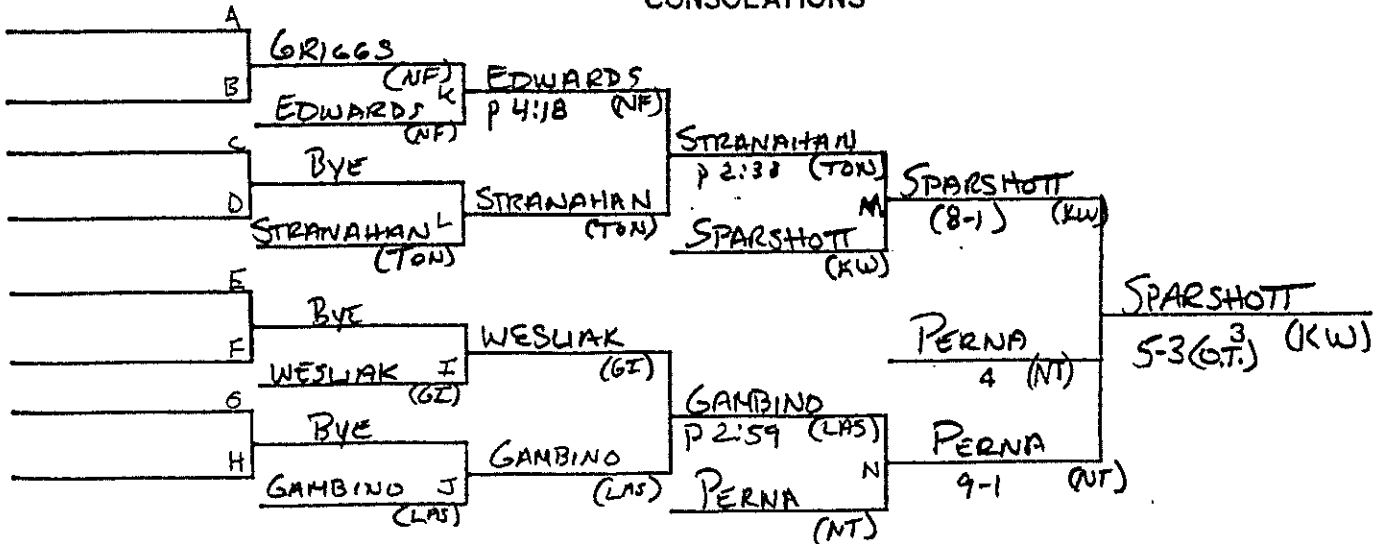 CONSOLATIONS
A
GRIGGS
(NF)
B
K
EDWARDS
(NF)
EDWARDS
p 4:18 (NF)
C
BYE
D
STRANAHAN L
(TON)
STRANAHAN
(TON)
STRANAHAN
p 2:38 (TON)
M
SPARSHOTT
(KW)
SPARSHOTT
(8-1) (KW)
E
BYE
F
WESLIAK I
(GI)
WESLIAK
(GI)
G
BYE
H
GAMBINO J
(LAS)
GAMBINO
(LAS)
GAMBINO
p 2:59 (LAS)
N
PERNA
(NT)
PERNA
9-1 (NT)
PERNA
4 (NT)
SPARSHOTT
5-3 (O.T.) 3 (KW)